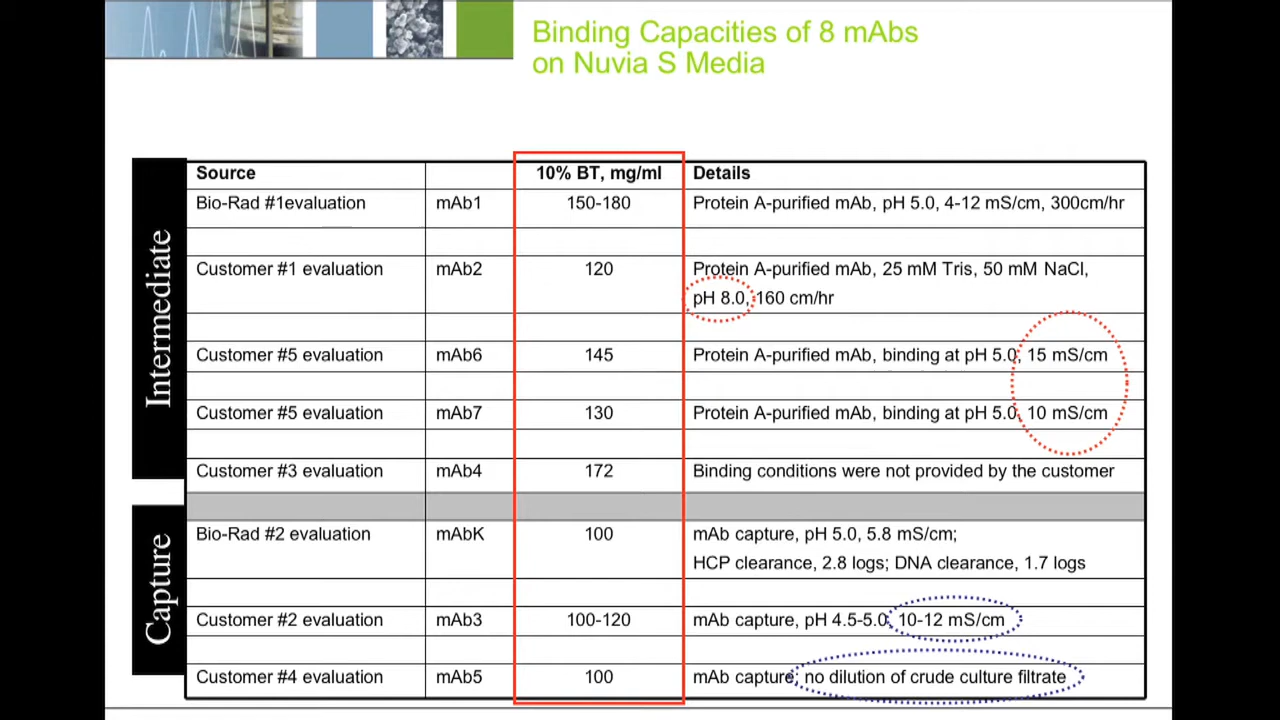 Binding Capacities of 8 mAbs
on Nuvia S Media
Intermediate
Source 10% BT, mg/ml Details
Bio-Rad #1evaluation mAb1 150-180 Protein A-purified mAb, pH 5.0, 4-12 mS/cm, 300cm/hr
Customer #1 evaluation mAb2 120 Protein A-purified mAb, 25 mM Tris, 50 mM NaCl,
pH 8.0, 160 cm/hr
Customer #5 evaluation mAb6 145 Protein A-purified mAb, binding at pH 5.0, 15 mS/cm
Customer #5 evaluation mAb7 130 Protein A-purified mAb, binding at pH 5.0, 10 mS/cm
Customer #3 evaluation mAb4 172 Binding conditions were not provided by the customer
Capture
Bio-Rad #2 evaluation mAbK 100 mAb capture, pH 5.0, 5.8 mS/cm;
HCP clearance, 2.8 logs; DNA clearance, 1.7 logs
Customer #2 evaluation mAb3 100-120 mAb capture, pH 4.5-5.0, 10-12 mS/cm
Customer #4 evaluation mAb5 100 mAb capture, no dilution of crude culture filtrate